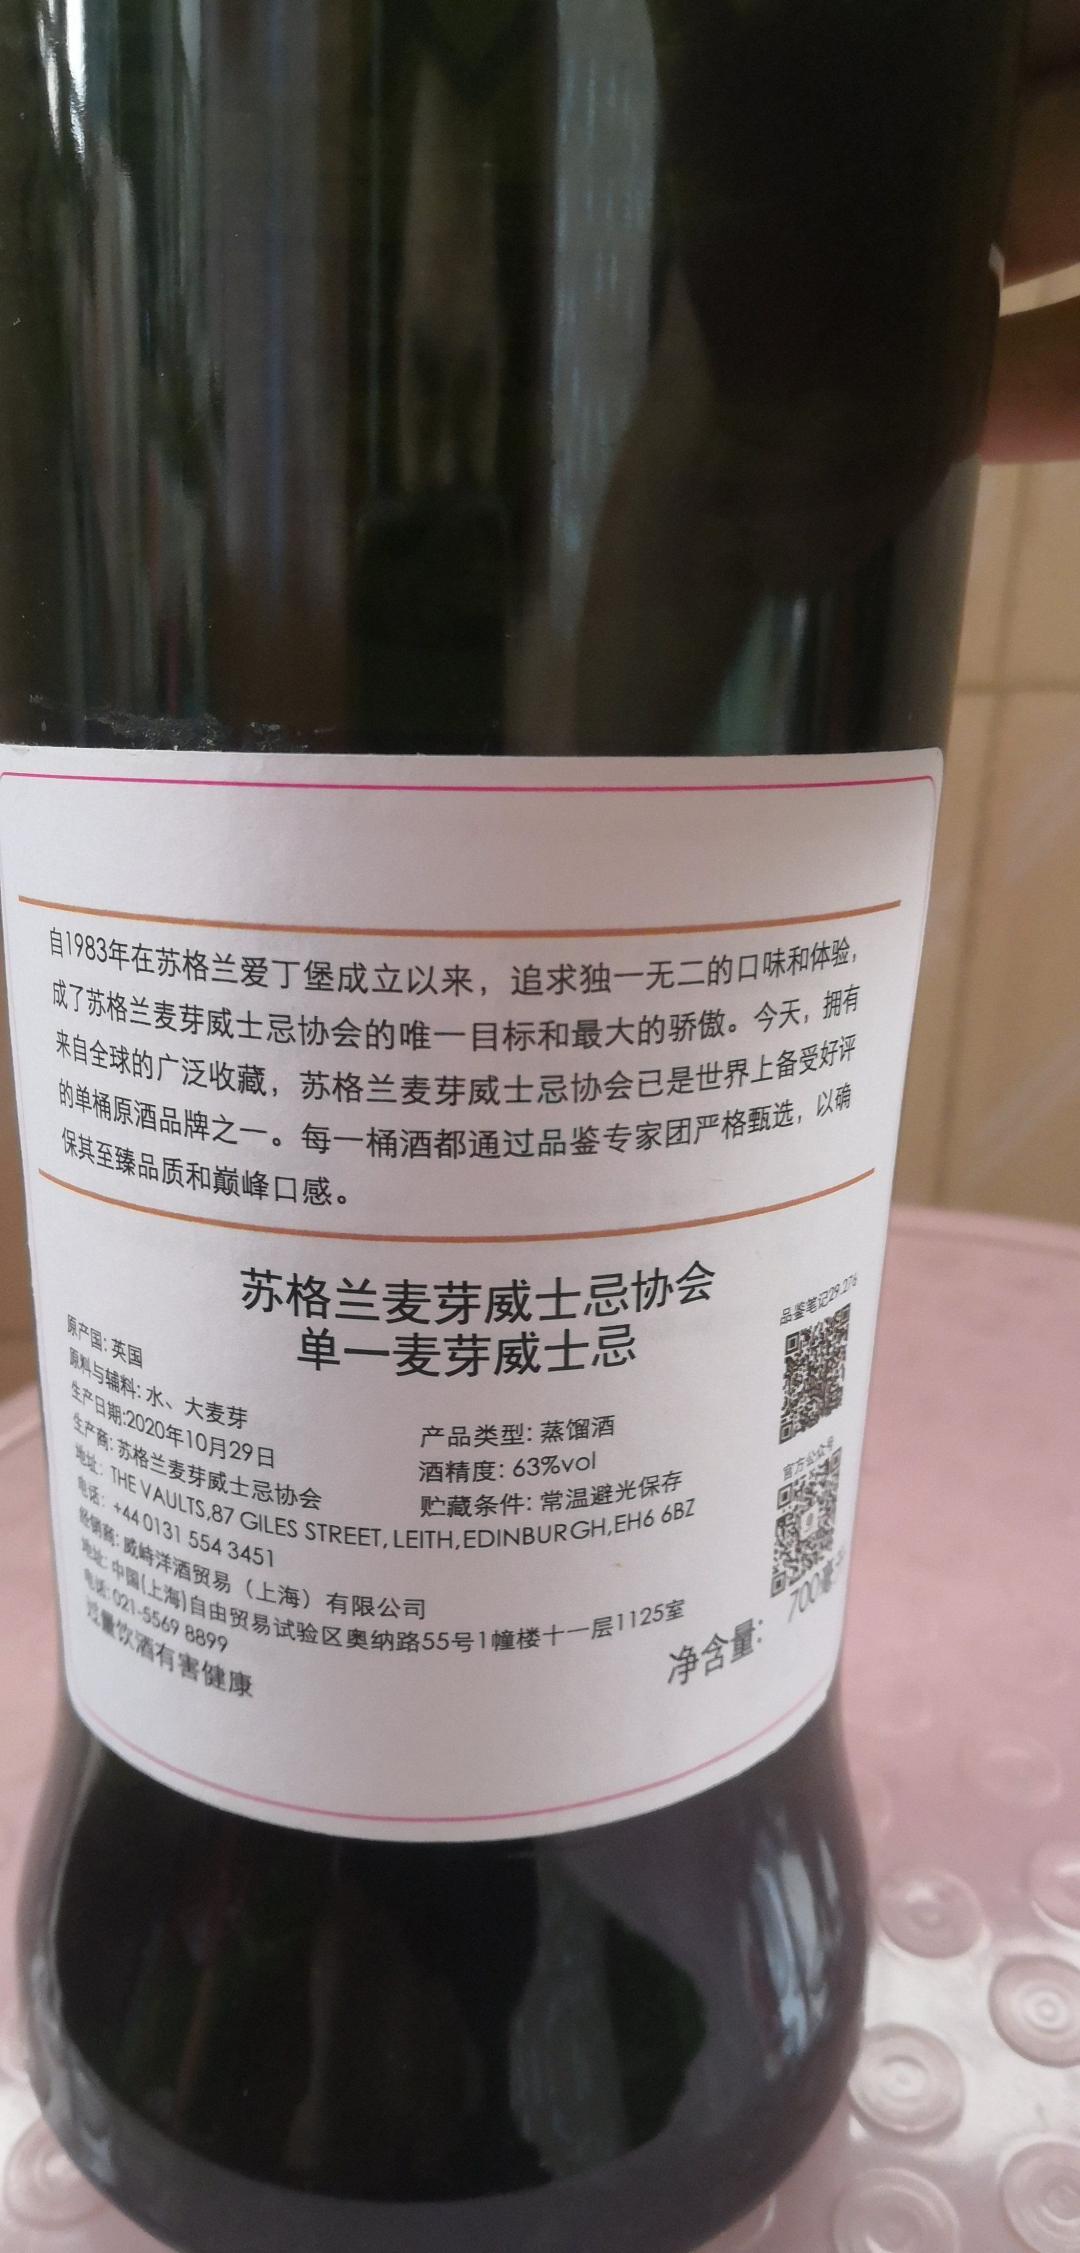 自1983年在苏格兰爱丁堡成立以来，追求独一无二的口味和体验，
成了苏格兰麦芽威士忌协会的唯一目标和最大的骄傲。今天，拥有
来自全球的广泛收藏，苏格兰麦芽威士忌协会已是世界上备受好评
的单桶原酒品牌之一。每一桶酒都通过品鉴专家团严格甄选，以确
保其至臻品质和巅峰口感。
苏格兰麦芽威士忌协会
单一麦芽威士忌
原产国: 英国
原料与辅料: 水、大麦芽
生产日期:2020年10月29日
生产商: 苏格兰麦芽威士忌协会
产品类型: 蒸馏酒
酒精度: 63%vol
贮藏条件: 常温避光保存
地址: THE VAULTS,87 GILES STREET, LEITH,EDINBURGH,EH6 6BZ
电话: +44 0131 554 3451
经销商: 威峙洋酒贸易（上海）有限公司
地址: 中国(上海)自由贸易试验区奥纳路55号1幢楼十一层1125室
电话: 021-5569 8899
过量饮酒有害健康
净含量: 700毫
品鉴笔记29.276
官方公众号